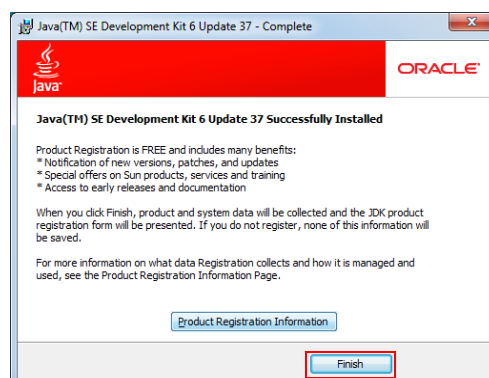 Java(TM) SE Development Kit 6 Update 37 - Complete
Java
ORACLE
Java(TM) SE Development Kit 6 Update 37 Successfully Installed
Product Registration is FREE and includes many benefits:
* Notification of new versions, patches, and updates
* Special offers on Sun products, services and training
* Access to early releases and documentation
When you click Finish, product and system data will be collected and the JDK product
registration form will be presented. If you do not register, none of this information will
be saved.
For more information on what data Registration collects and how it is managed and
used, see the Product Registration Information Page.
Product Registration Information
Finish